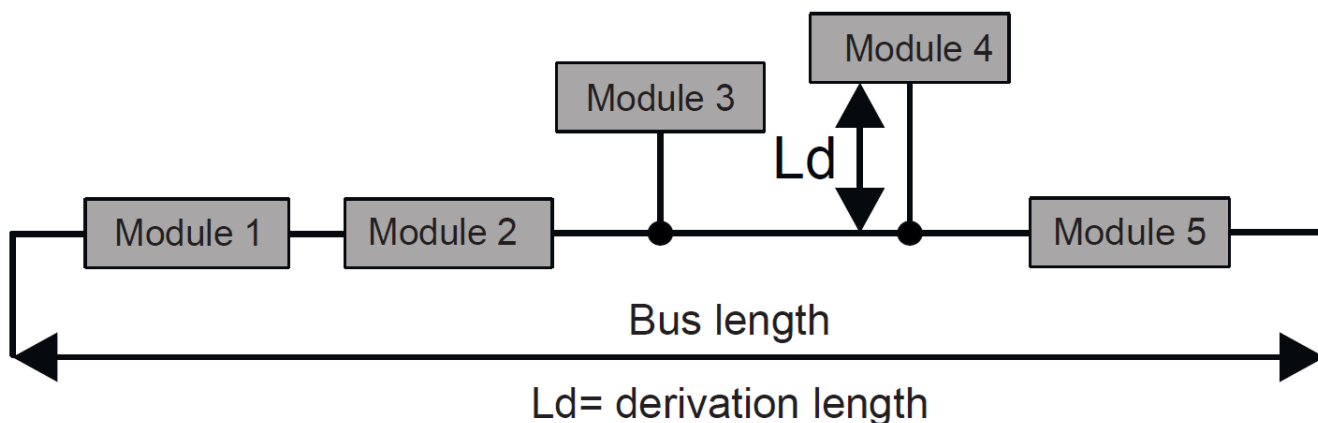 Module 4
Module 3
Ld
Module 1
Module 2
Module 5
Bus length
Ld= derivation length